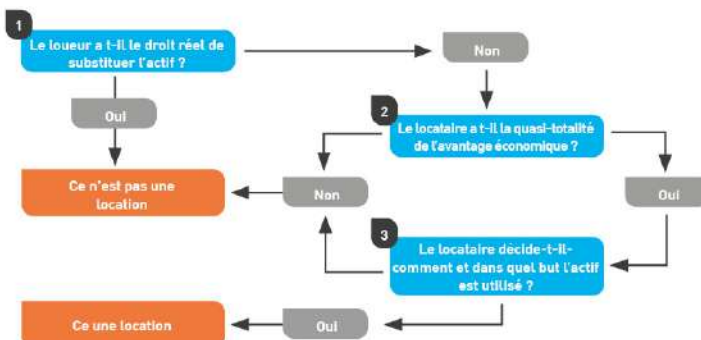 1
Le loueur a t-il le droit réel de
substituer l'actif ?
Non
Oui
2
Le locataire a t-il la quasi-totalité
de l'avantage économique ?
Ce n'est pas une
location
Non
Oui
3
Le locataire décide-t-il-
comment et dans quel but l'actif
est utilisé ?
Ce une location
Oui